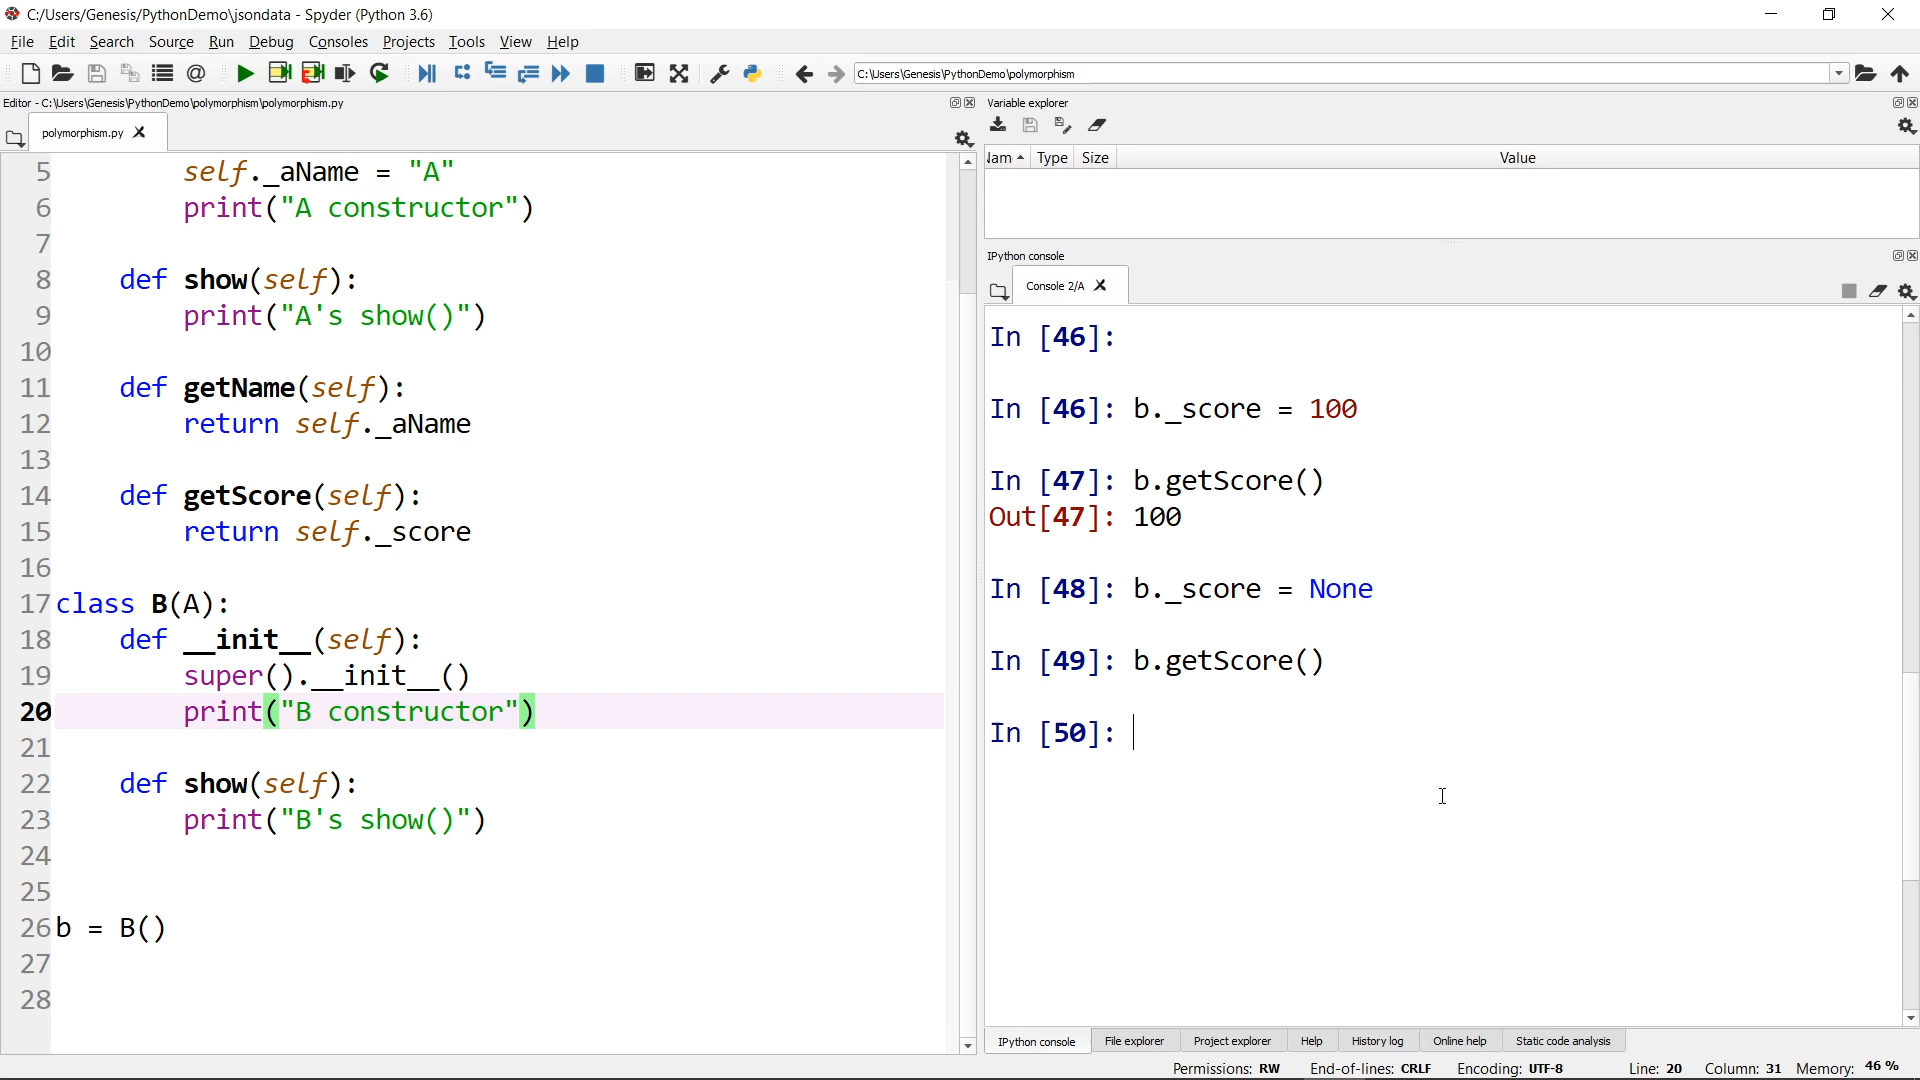 C:/Users/Genesis/PythonDemo\jsondata - Spyder (Python 3.6)
File Edit Search Source Run Debug Consoles Projects Tools View Help
C:\Users\Genesis\PythonDemo\polymorphism
Editor - C:\Users\Genesis\PythonDemo\polymorphism\polymorphism.py
polymorphism.py
5 self._aName = "A"
6 print("A constructor")
7
8 def show(self):
9 print("A's show()")
10
11 def getName(self):
12 return self._aName
13
14 def getScore(self):
15 return self._score
16
17 class B(A):
18 def __init__(self):
19 super().__init__()
20 print("B constructor")
21
22 def show(self):
23 print("B's show()")
24
25
26 b = B()
27
28
Variable explorer
Type Size Value
IPython console
Console 2/A
In [46]:
In [46]: b._score = 100
In [47]: b.getScore()
Out[47]: 100
In [48]: b._score = None
In [49]: b.getScore()
In [50]:
IPython console File explorer Project explorer Help History log Online help Static code analysis
Permissions: RW End-of-lines: CRLF Encoding: UTF-8 Line: 20 Column: 31 Memory: 46 %